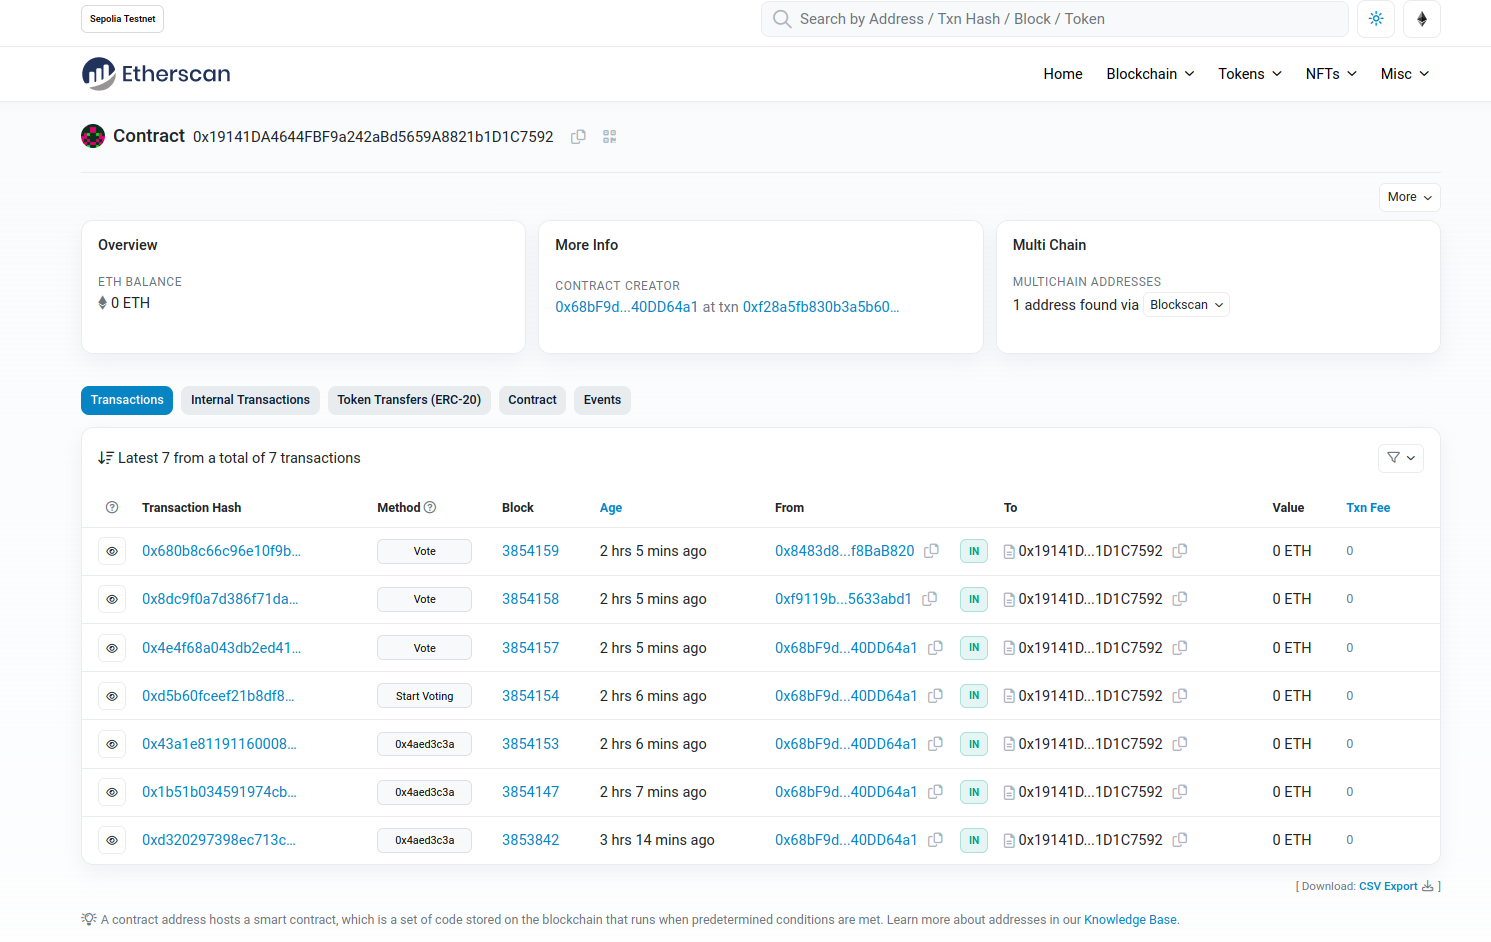 Sepolia Testnet
Search by Address / Txn Hash / Block / Token
Etherscan
Home Blockchain Tokens NFTs Misc
Contract 0x19141DA4644FBF9a242aBd5659A8821b1D1C7592
More
Overview
ETH BALANCE
0 ETH
More Info
CONTRACT CREATOR
0x68bF9d...40DD64a1 at txn 0xf28a5fb830b3a5b60...
Multi Chain
MULTICHAIN ADDRESSES
1 address found via Blockscan
Transactions Internal Transactions Token Transfers (ERC-20) Contract Events
Latest 7 from a total of 7 transactions
Transaction Hash Method Block Age From To Value Txn Fee
0x680b8c66c96e10f9b... Vote 3854159 2 hrs 5 mins ago 0x8483d8...f8BaB820 IN 0x19141D...1D1C7592 0 ETH 0
0x8dc9f0a7d386f71da... Vote 3854158 2 hrs 5 mins ago 0xf9119b...5633abd1 IN 0x19141D...1D1C7592 0 ETH 0
0x4e4f68a043db2ed41... Vote 3854157 2 hrs 5 mins ago 0x68bF9d...40DD64a1 IN 0x19141D...1D1C7592 0 ETH 0
0xd5b60fceef21b8df8... Start Voting 3854154 2 hrs 6 mins ago 0x68bF9d...40DD64a1 IN 0x19141D...1D1C7592 0 ETH 0
0x43a1e81191160008... 0x4aed3c3a 3854153 2 hrs 6 mins ago 0x68bF9d...40DD64a1 IN 0x19141D...1D1C7592 0 ETH 0
0x1b51b034591974cb... 0x4aed3c3a 3854147 2 hrs 7 mins ago 0x68bF9d...40DD64a1 IN 0x19141D...1D1C7592 0 ETH 0
0xd320297398ec713c... 0x4aed3c3a 3853842 3 hrs 14 mins ago 0x68bF9d...40DD64a1 IN 0x19141D...1D1C7592 0 ETH 0
[ Download: CSV Export ]
A contract address hosts a smart contract, which is a set of code stored on the blockchain that runs when predetermined conditions are met. Learn more about addresses in our Knowledge Base.